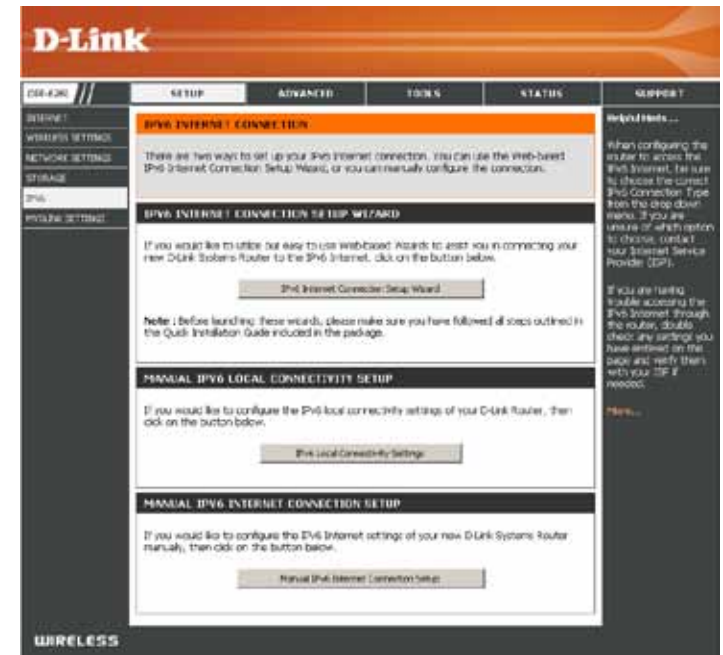 D-Link
SETUP
ADVANCED
TOOLS
STATUS
SUPPORT
INTERNET
WIRELESS SETTINGS
NETWORK SETTINGS
STORAGE
IPV6
MYDLINK SETTINGS
IPV6 INTERNET CONNECTION
There are two ways to set up your IPv6 Internet connection. You can use the Web-based
IPv6 Internet Connection Setup Wizard, or you can manually configure the connection.
IPV6 INTERNET CONNECTION SETUP WIZARD
If you would like to utilize our easy to use Web-based Wizards to assist you in connecting your
new D-Link Systems Router to the IPv6 Internet, click on the button below.
IPv6 Internet Connection Setup Wizard
Note : Before launching these wizards, please make sure you have followed all steps outlined in
the Quick Installation Guide included in the package.
MANUAL IPV6 LOCAL CONNECTIVITY SETUP
If you would like to configure the IPv6 local connectivity settings of your D-Link Router, then
click on the button below.
IPv6 Local Connectivity Settings
MANUAL IPV6 INTERNET CONNECTION SETUP
If you would like to configure the IPv6 Internet settings of your new D-Link Systems Router
manually, then click on the button below.
Manual IPv6 Internet Connection Setup
Helpful Hints...
When configuring the
router to access the
IPv6 Internet, be sure
to choose the correct
IPv6 Connection Type
from the drop down
menu. If you are
unsure of which option
to choose, contact
your Internet Service
Provider (ISP).
If you are having
trouble accessing the
IPv6 Internet through
the router, double
check any settings you
have entered on this
page and verify them
with your ISP if
needed.
More...
WIRELESS